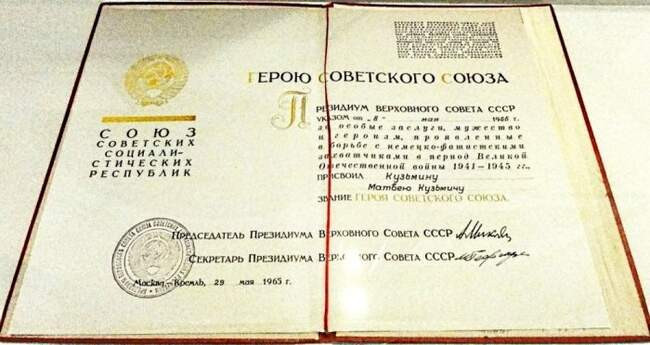 СОЮЗ
СОВЕТСКИХ
СОЦИАЛИ-
СТИЧЕСКИХ
РЕСПУБЛИК
ГЕРОЮ СОВЕТСКОГО СОЮЗА
ПРЕЗИДИУМ ВЕРХОВНОГО СОВЕТА СССР
УКАЗОМ от „8" мая
за особые заслуги, мужество
и героизм, проявленные
в борьбе с немецко-фашистскими
захватчиками в период Великой
Отечественной войны 1941–1945 гг.,
ПРИСВОИЛ Кузьмину
Матвею Кузьмичу
ЗВАНИЕ ГЕРОЯ СОВЕТСКОГО СОЮЗА.
ПРЕДСЕДАТЕЛЬ ПРЕЗИДИУМА ВЕРХОВНОГО СОВЕТА СССР
СЕКРЕТАРЬ ПРЕЗИДИУМА ВЕРХОВНОГО СОВЕТА СССР
Москва–Кремль, 29 мая 1965 г.